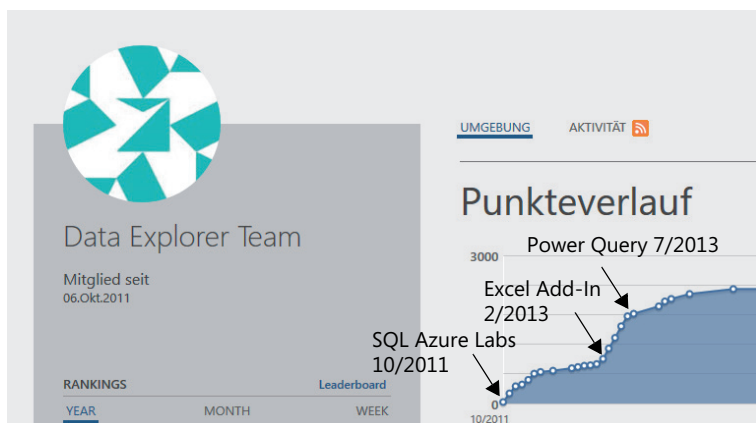 Data Explorer Team
Mitglied seit
06.Okt.2011
RANKINGS Leaderboard
YEAR MONTH WEEK
UMGEBUNG AKTIVITÄT
Punkteverlauf
3000
Power Query 7/2013
Excel Add-In
2/2013
SQL Azure Labs
10/2011
0
10/2011